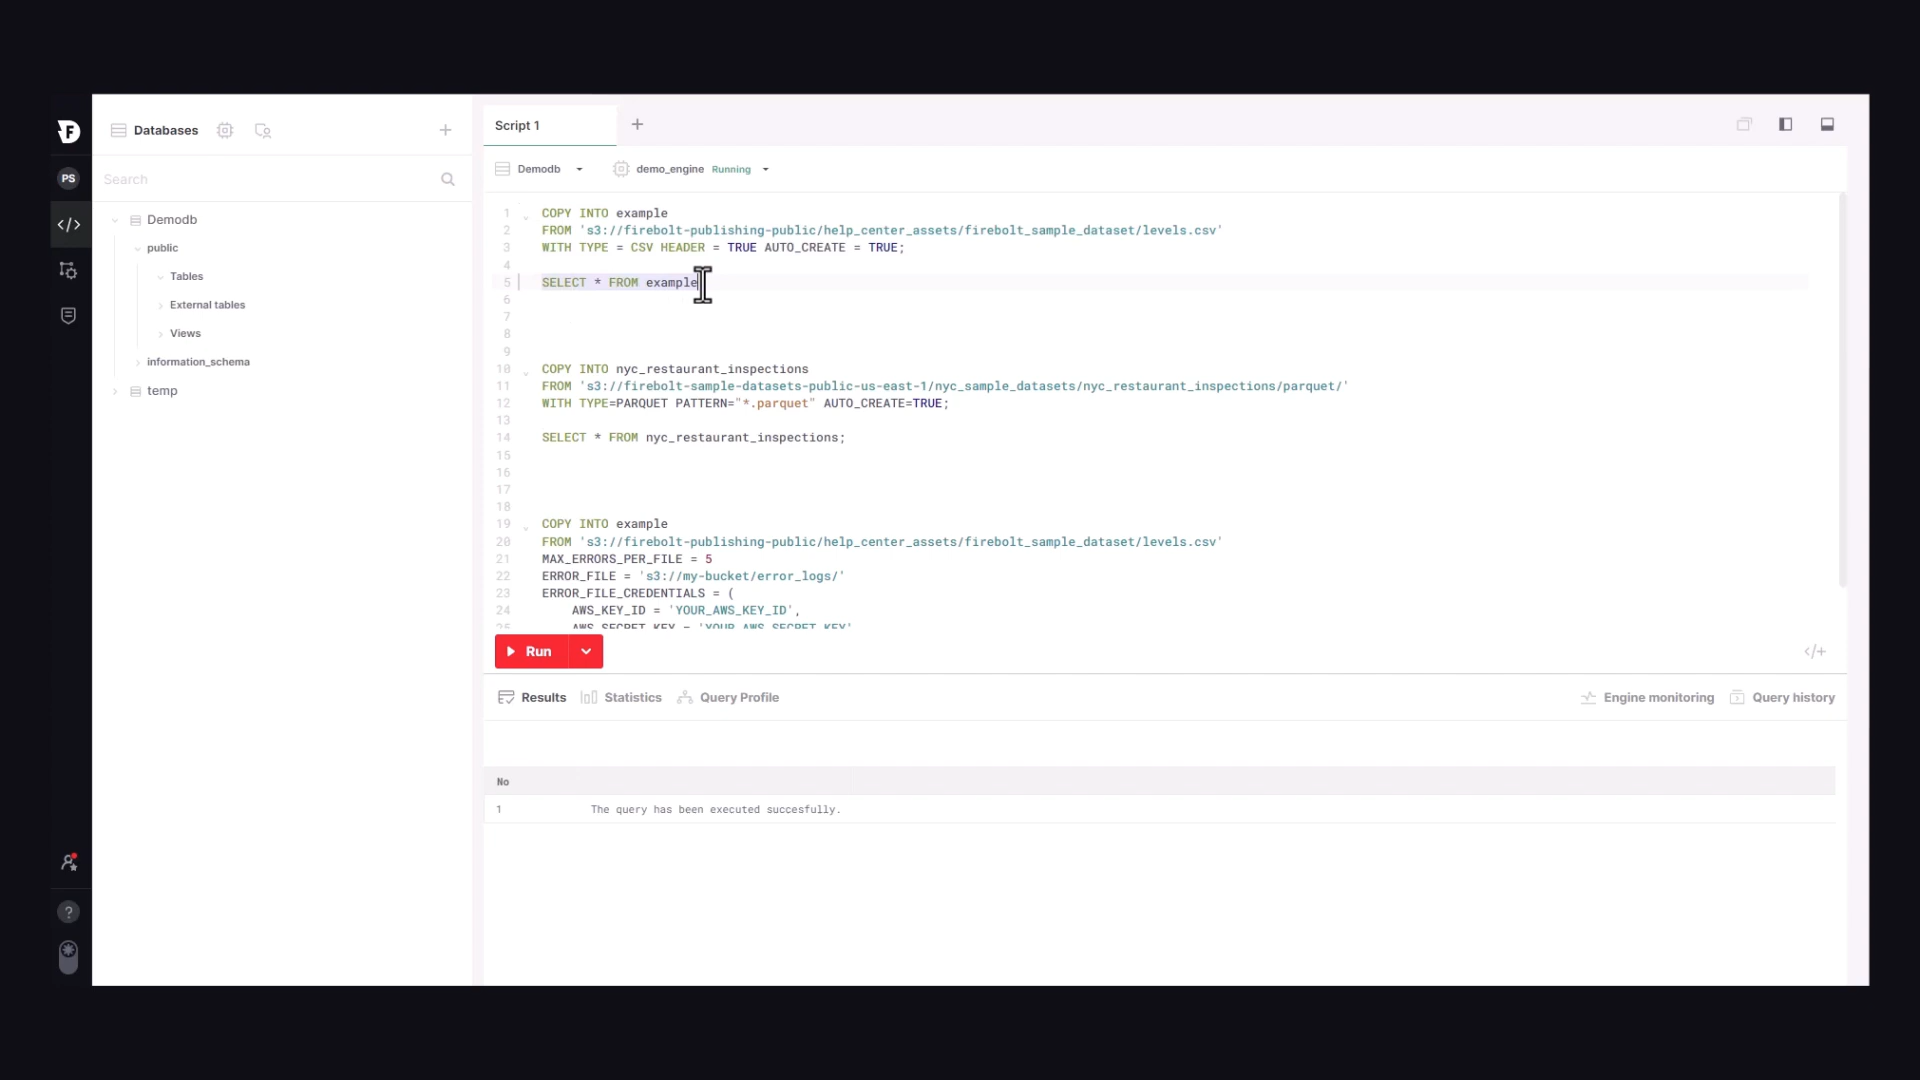 Databases
Search
Demodb
public
Tables
External tables
Views
information_schema
temp
PS
?
Script 1
Demodb
demo_engine Running
1 COPY INTO example
2 FROM 's3://firebolt-publishing-public/help_center_assets/firebolt_sample_dataset/levels.csv'
3 WITH TYPE = CSV HEADER = TRUE AUTO_CREATE = TRUE;
4
5 SELECT * FROM example
6
7
8
9
10 COPY INTO nyc_restaurant_inspections
11 FROM 's3://firebolt-sample-datasets-public-us-east-1/nyc_sample_datasets/nyc_restaurant_inspections/parquet/'
12 WITH TYPE=PARQUET PATTERN="*.parquet" AUTO_CREATE=TRUE;
13
14 SELECT * FROM nyc_restaurant_inspections;
15
16
17
18
19 COPY INTO example
20 FROM 's3://firebolt-publishing-public/help_center_assets/firebolt_sample_dataset/levels.csv'
21 MAX_ERRORS_PER_FILE = 5
22 ERROR_FILE = 's3://my-bucket/error_logs/'
23 ERROR_FILE_CREDENTIALS = (
24 AWS_KEY_ID = 'YOUR_AWS_KEY_ID',
25 AWS_SECRET_KEY = 'YOUR_AWS_SECRET_KEY'
Run
Results Statistics Query Profile Engine monitoring Query history
No
1 The query has been executed succesfully.